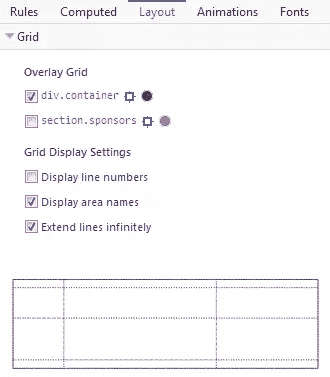 Rules Computed Layout Animations Fonts
Grid
Overlay Grid
div.container
section.sponsors
Grid Display Settings
Display line numbers
Display area names
Extend lines infinitely